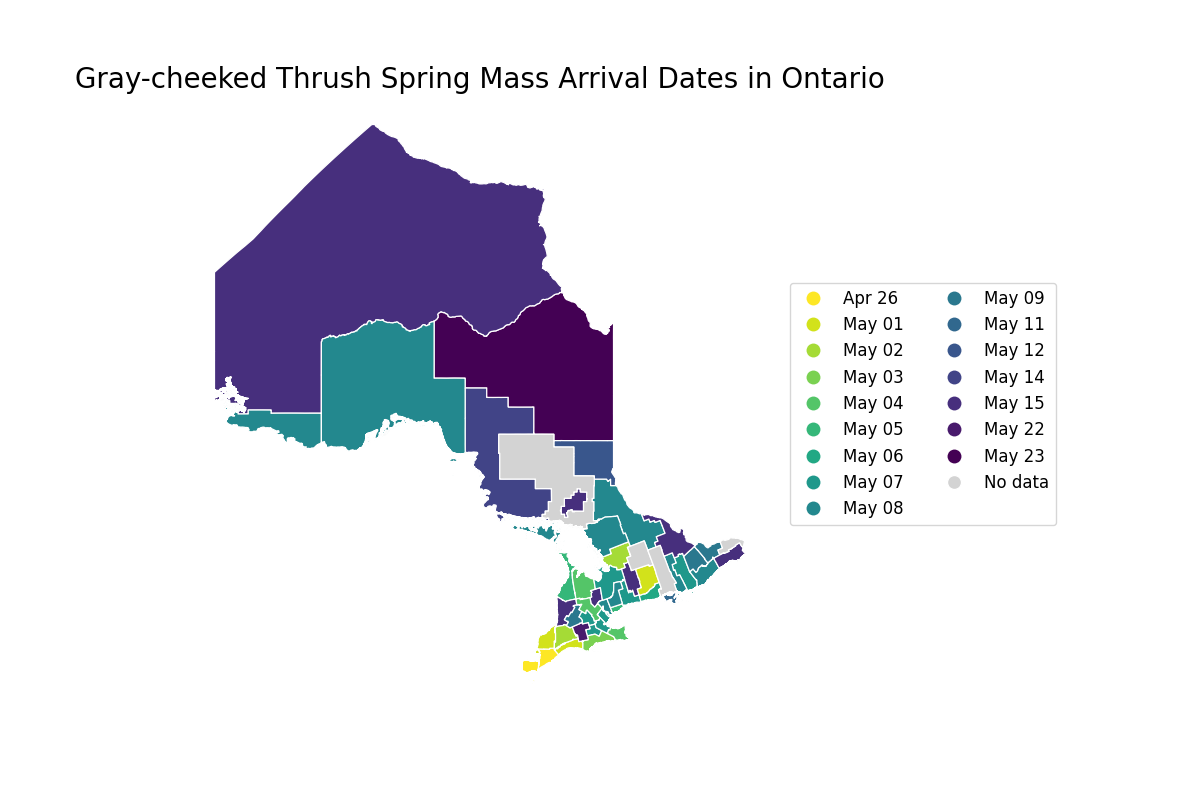 Gray-cheeked Thrush Spring Mass Arrival Dates in Ontario
Apr 26
May 01
May 02
May 03
May 04
May 05
May 06
May 07
May 08
May 09
May 11
May 12
May 14
May 15
May 22
May 23
No data